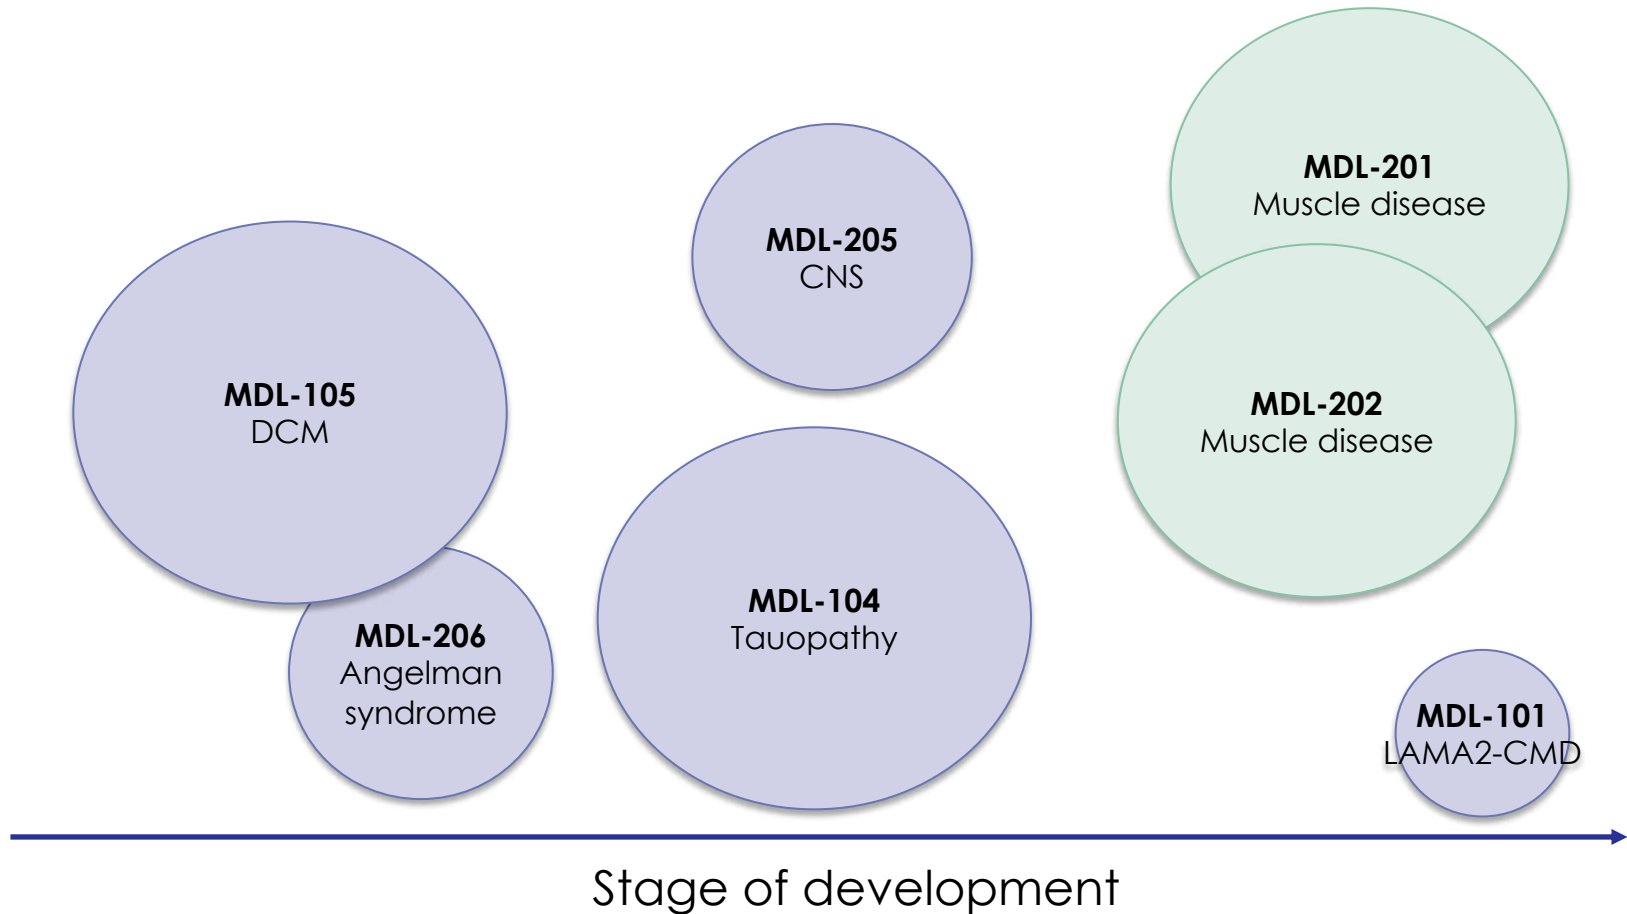 MDL-201
Muscle disease
MDL-205
CNS
MDL-105
DCM
MDL-202
Muscle disease
MDL-104
Tauopathy
MDL-206
Angelman
syndrome
MDL-101
LAMA2-CMD
Stage of development